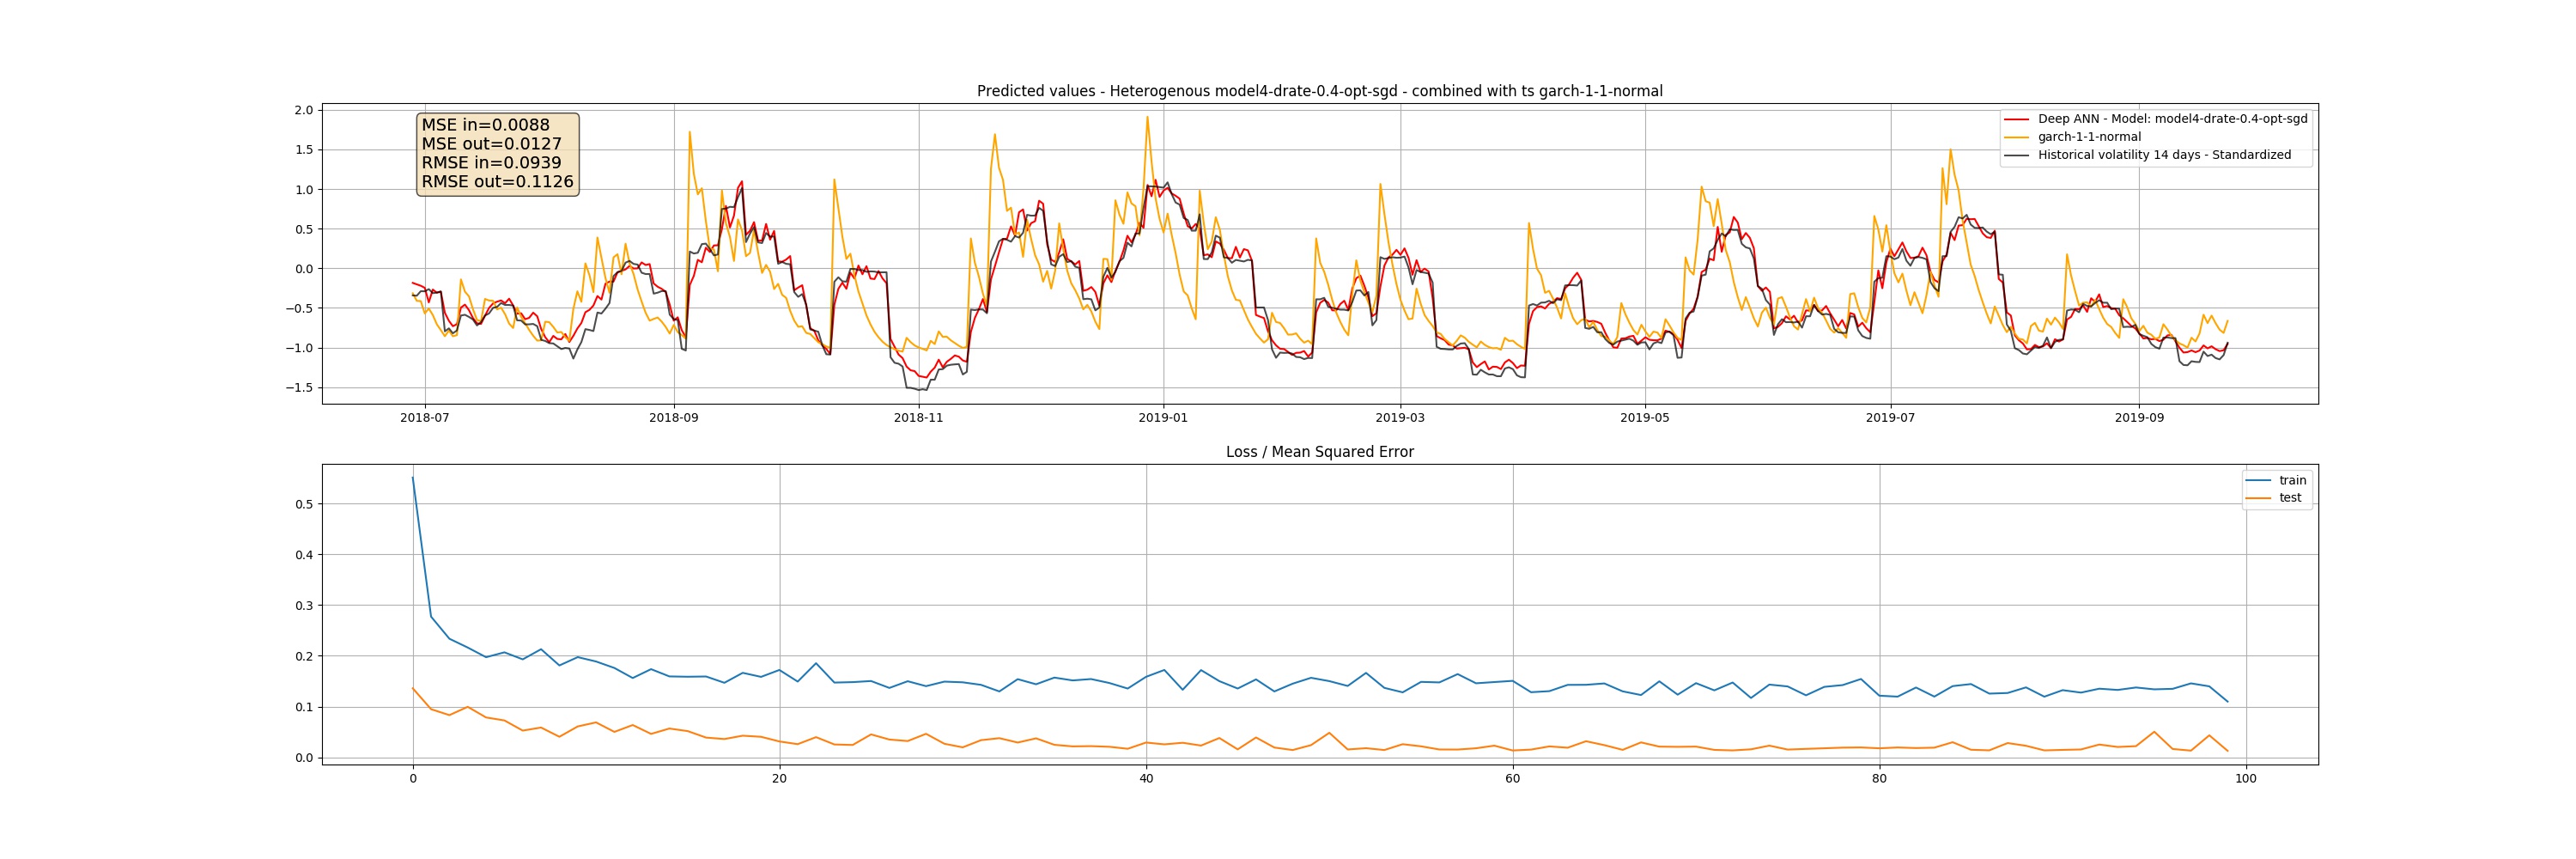 Predicted values - Heterogenous model4-drate-0.4-opt-sgd - combined with ts garch-1-1-normal
2.0
1.5
1.0
0.5
0.0
−0.5
−1.0
−1.5
MSE in=0.0088
MSE out=0.0127
RMSE in=0.0939
RMSE out=0.1126
Deep ANN - Model: model4-drate-0.4-opt-sgd
garch-1-1-normal
Historical volatility 14 days - Standardized
2018-07 2018-09 2018-11 2019-01 2019-03 2019-05 2019-07 2019-09
Loss / Mean Squared Error
0.5
0.4
0.3
0.2
0.1
0.0
train
test
0 20 40 60 80 100